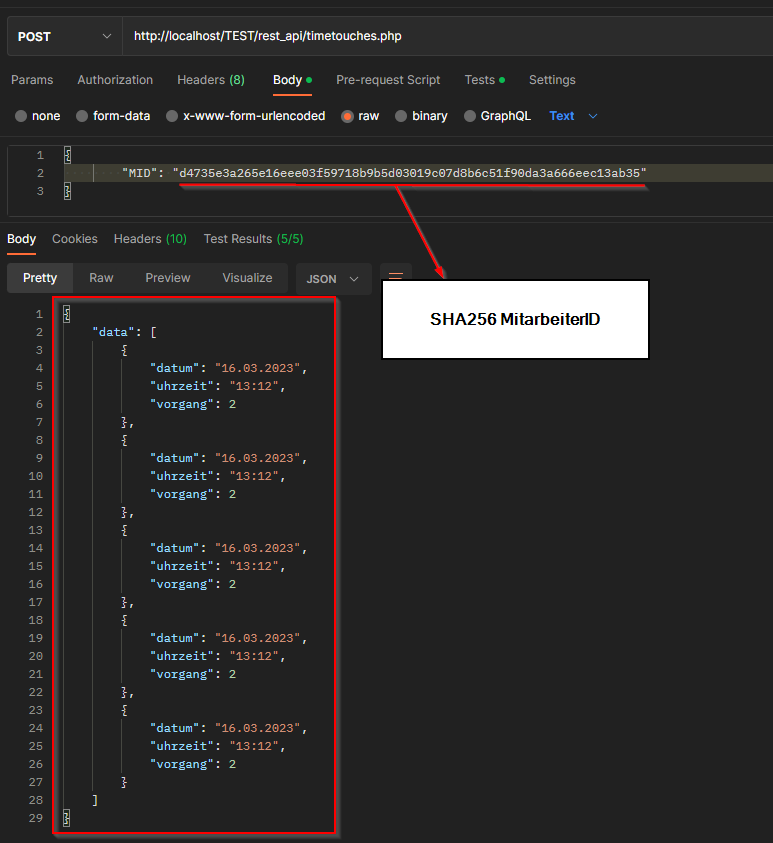 POST http://localhost/TEST/rest_api/timetouches.php
Params Authorization Headers (8) Body Pre-request Script Tests Settings
none form-data x-www-form-urlencoded raw binary GraphQL Text
1 {
2 "MID": "d4735e3a265e16eee03f59718b9b5d03019c07d8b6c51f90da3a666eec13ab35"
3 }
Body Cookies Headers (10) Test Results (5/5)
Pretty Raw Preview Visualize JSON
SHA256 MitarbeiterID
1 {
2 "data": [
3 {
4 "datum": "16.03.2023",
5 "uhrzeit": "13:12",
6 "vorgang": 2
7 },
8 {
9 "datum": "16.03.2023",
10 "uhrzeit": "13:12",
11 "vorgang": 2
12 },
13 {
14 "datum": "16.03.2023",
15 "uhrzeit": "13:12",
16 "vorgang": 2
17 },
18 {
19 "datum": "16.03.2023",
20 "uhrzeit": "13:12",
21 "vorgang": 2
22 },
23 {
24 "datum": "16.03.2023",
25 "uhrzeit": "13:12",
26 "vorgang": 2
27 }
28 ]
29 }